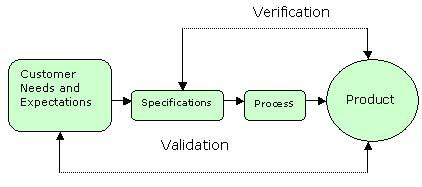 Verification
Customer
Needs and
Expectations
Specifications
Process
Product
Validation